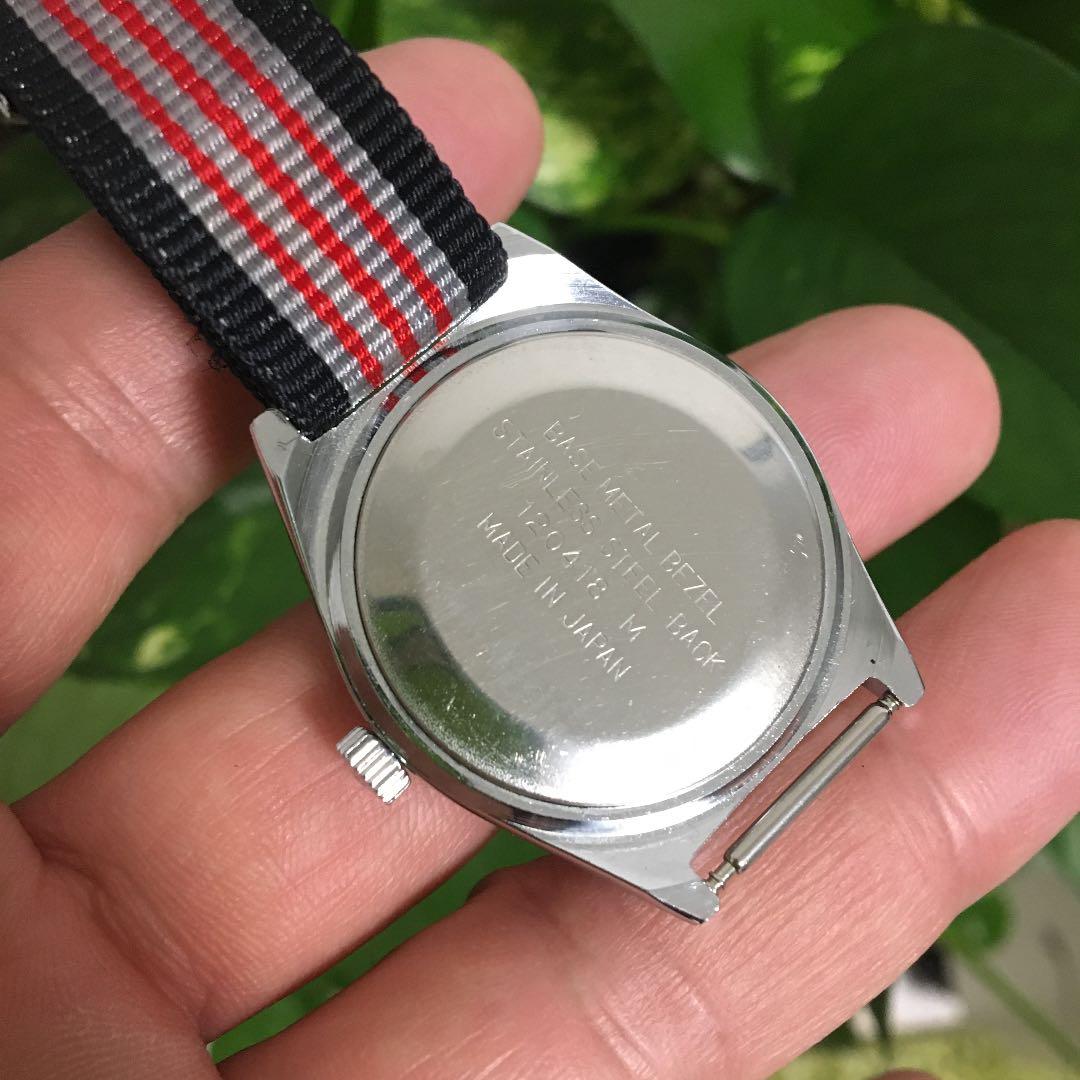 BASE METAL BEZEL
STAINLESS STEEL BACK
120418 M
MADE IN JAPAN